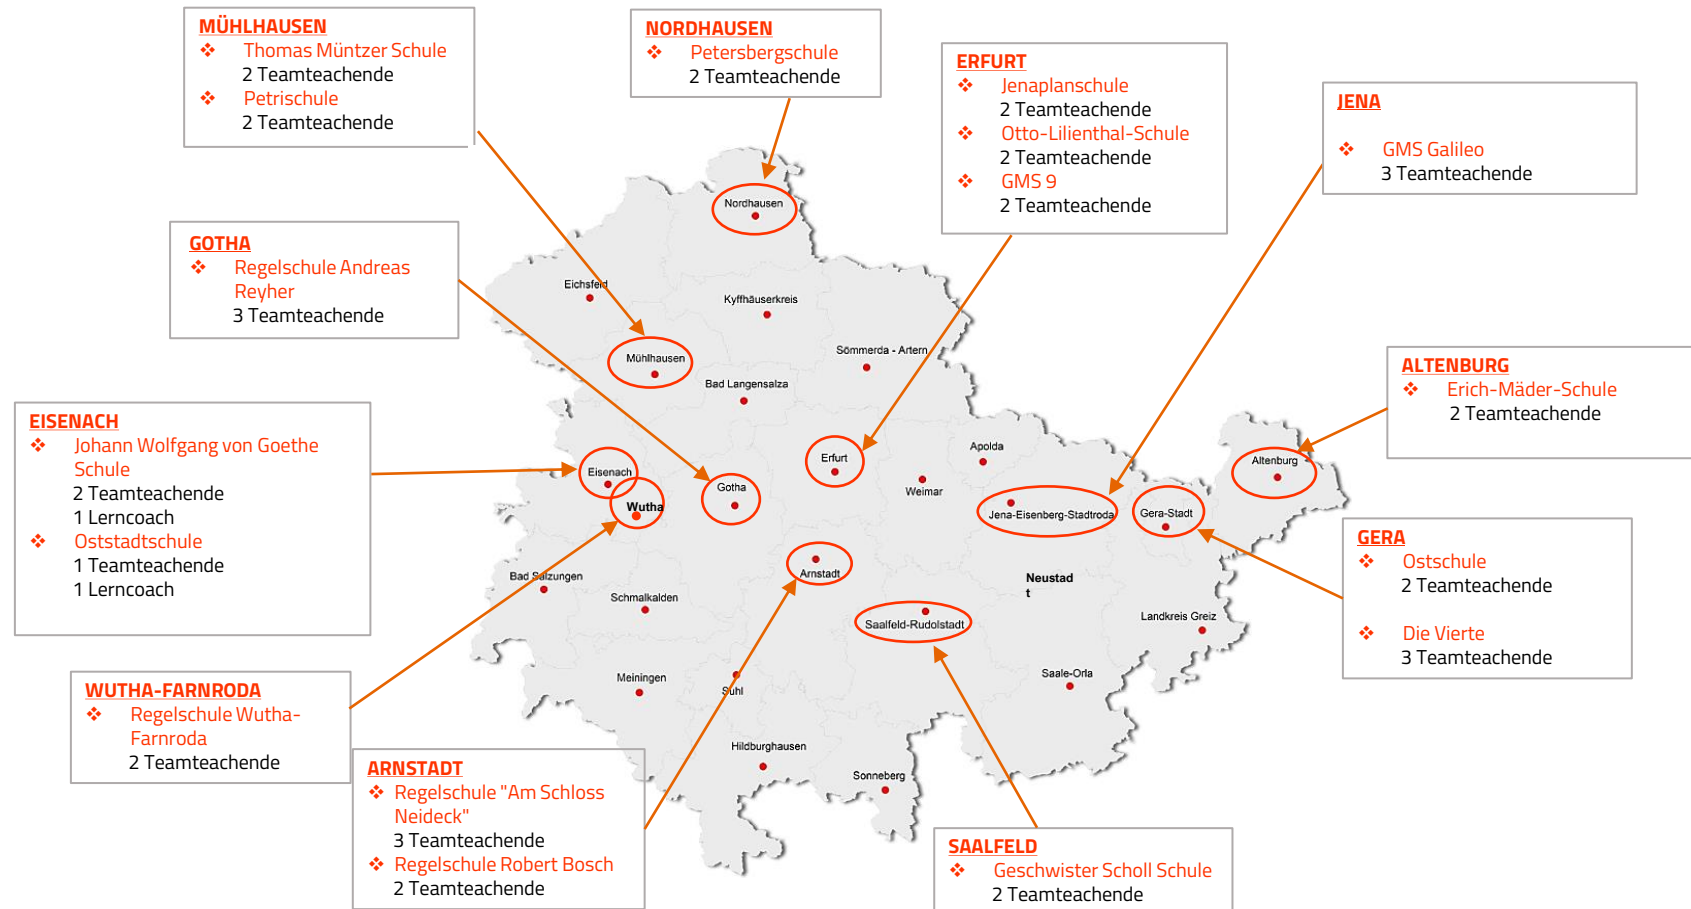 MÜHLHAUSEN
❖ Thomas Müntzer Schule
2 Teamteachende
❖ Petrischule
2 Teamteachende
NORDHAUSEN
❖ Petersbergschule
2 Teamteachende
ERFURT
❖ Jenaplanschule
2 Teamteachende
❖ Otto-Lilienthal-Schule
2 Teamteachende
❖ GMS 9
2 Teamteachende
JENA
❖ GMS Galileo
3 Teamteachende
GOTHA
❖ Regelschule Andreas
Reyher
3 Teamteachende
ALTENBURG
❖ Erich-Mäder-Schule
2 Teamteachende
EISENACH
❖ Johann Wolfgang von Goethe
Schule
2 Teamteachende
1 Lerncoach
❖ Oststadtschule
1 Teamteachende
1 Lerncoach
GERA
❖ Ostschule
2 Teamteachende
❖ Die Vierte
3 Teamteachende
WUTHA-FARNRODA
❖ Regelschule Wutha-
Farnroda
2 Teamteachende
ARNSTADT
❖ Regelschule "Am Schloss
Neideck"
3 Teamteachende
❖ Regelschule Robert Bosch
2 Teamteachende
SAALFELD
❖ Geschwister Scholl Schule
2 Teamteachende
Nordhausen
Eichsfeld
Kyffhäuserkreis
Mühlhausen
Sömmerda - Artern
Bad Langensalza
Eisenach
Wutha
Gotha
Erfurt
Weimar
Apolda
Jena-Eisenberg-Stadtroda
Gera-Stadt
Altenburg
Bad Salzungen
Schmalkalden
Arnstadt
Neustad
t
Saalfeld-Rudolstadt
Landkreis Greiz
Meiningen
Suhl
Saale-Orla
Hildburghausen
Sonneberg